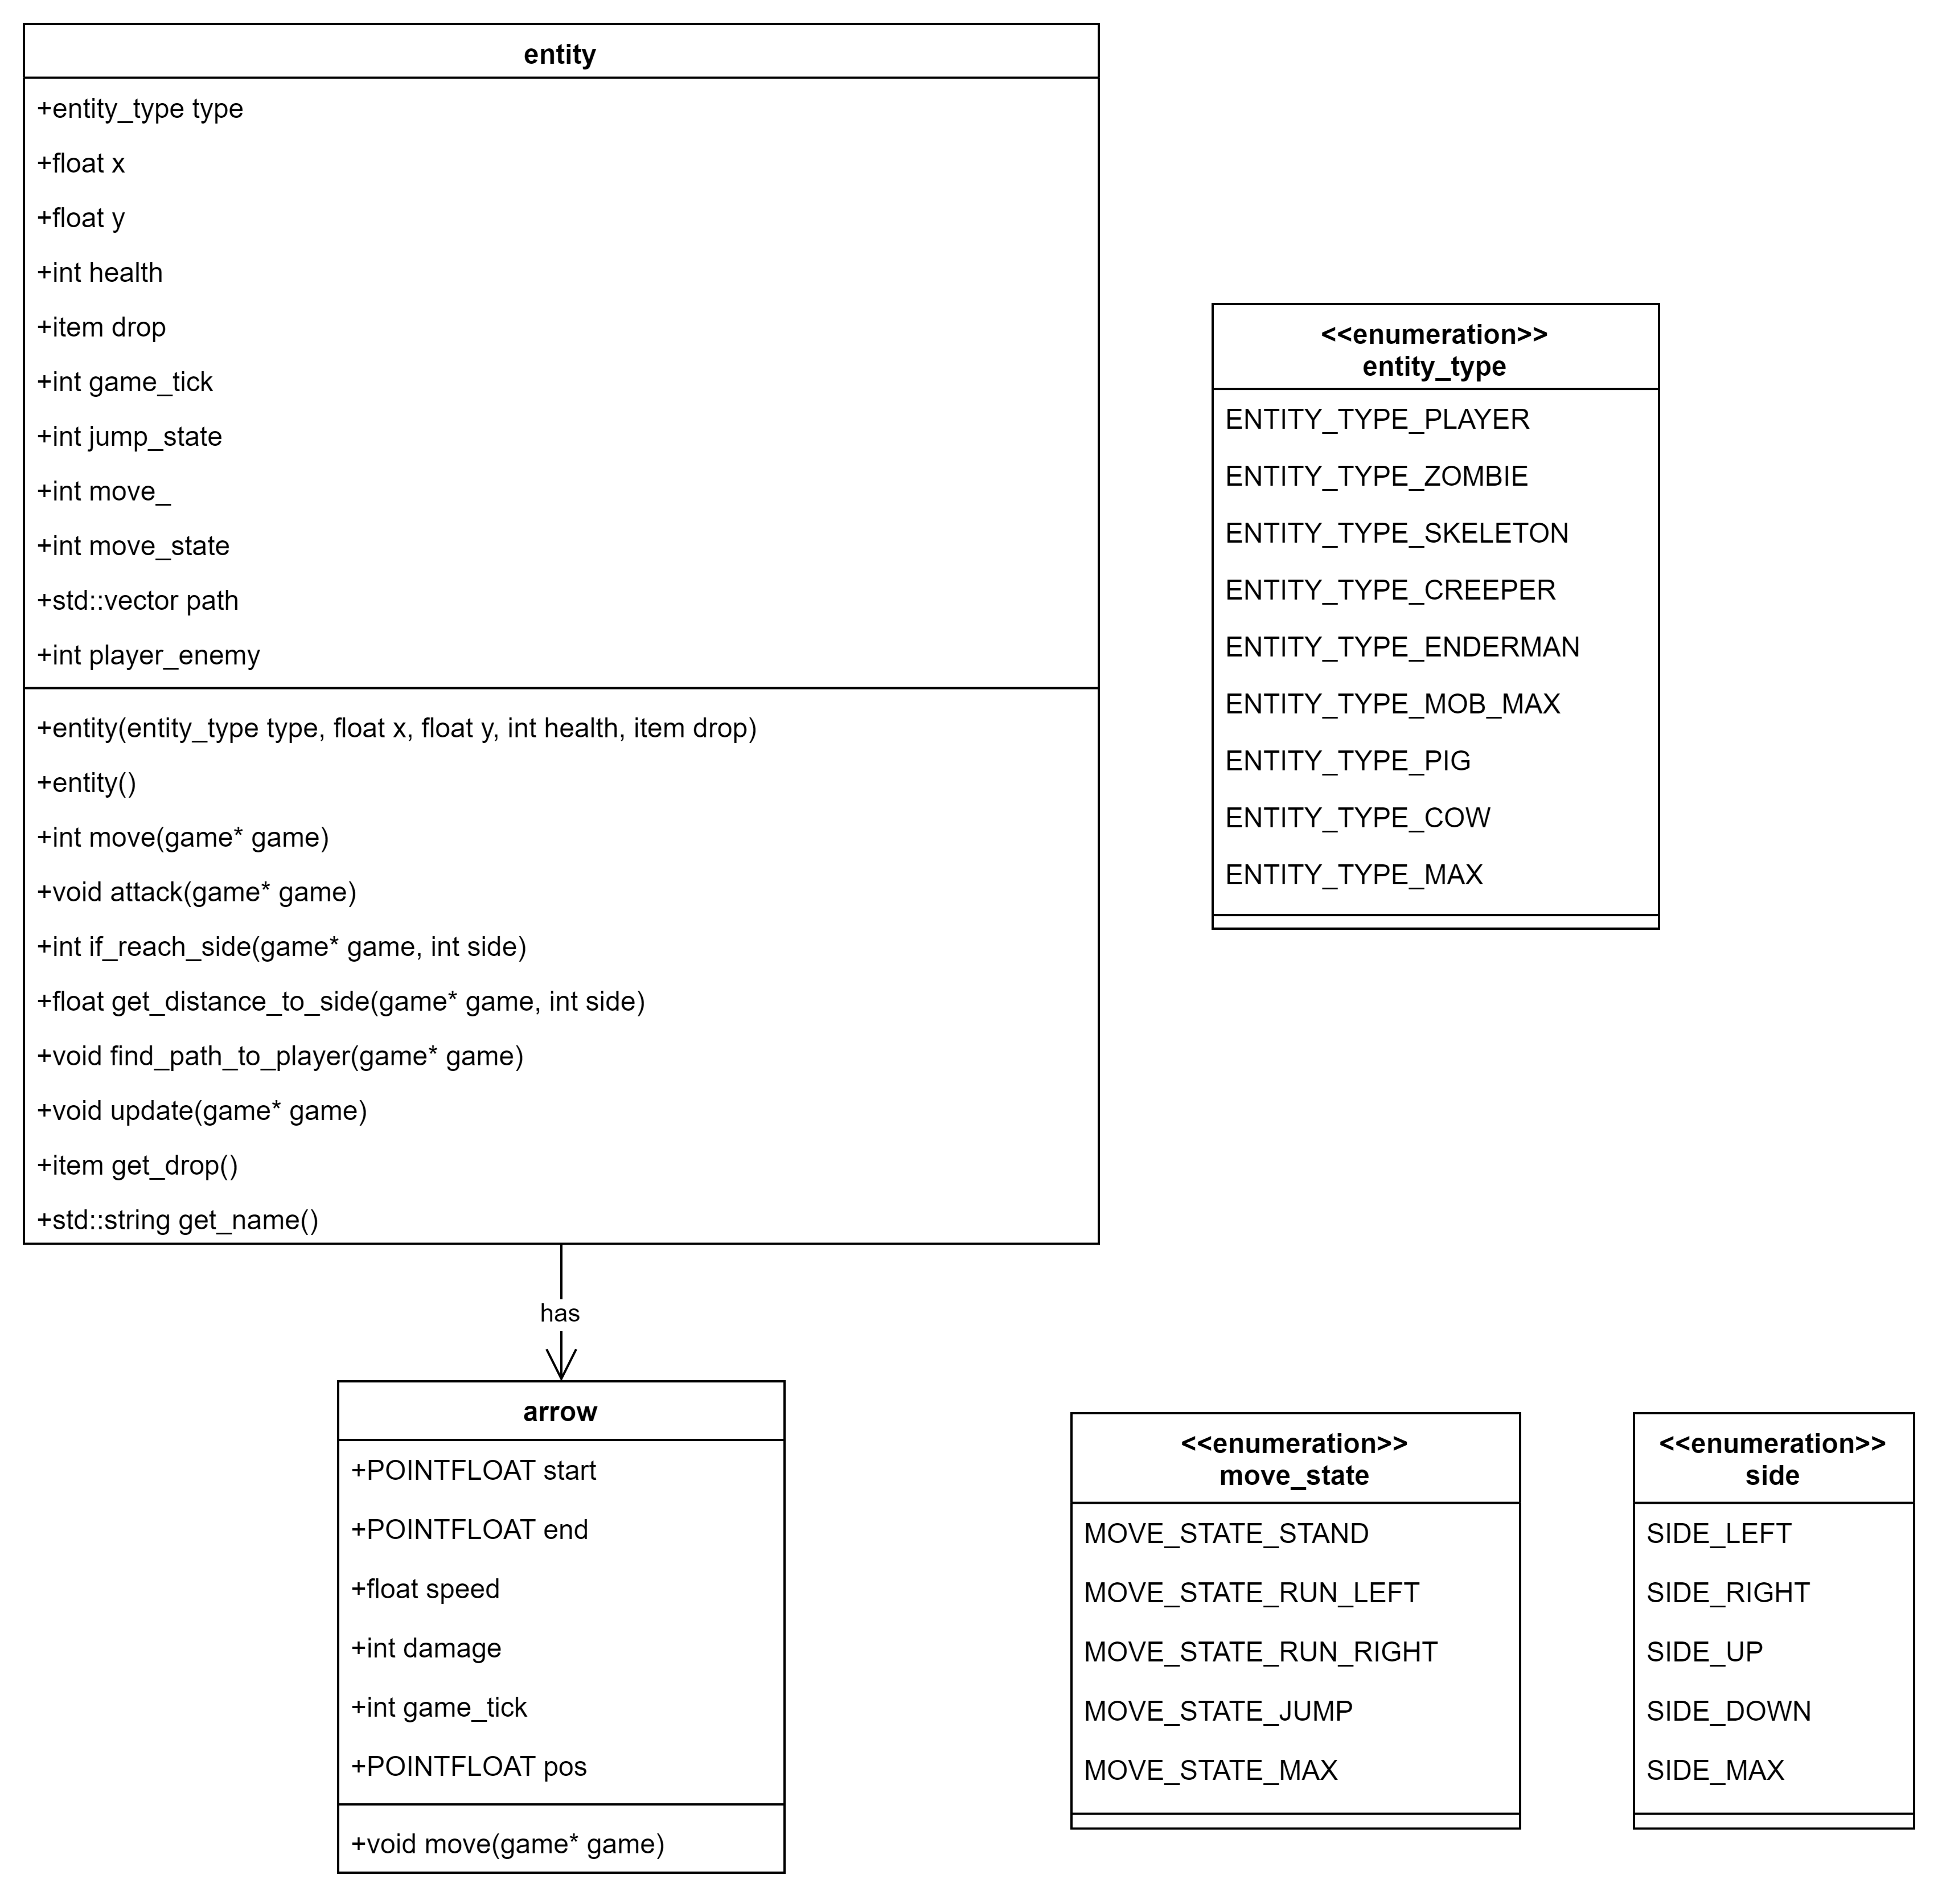 entity
+entity_type type
+float x
+float y
+int health
+item drop
+int game_tick
+int jump_state
+int move_
+int move_state
+std::vector path
+int player_enemy
+entity(entity_type type, float x, float y, int health, item drop)
+entity()
+int move(game* game)
+void attack(game* game)
+int if_reach_side(game* game, int side)
+float get_distance_to_side(game* game, int side)
+void find_path_to_player(game* game)
+void update(game* game)
+item get_drop()
+std::string get_name()
<<enumeration>>
entity_type
ENTITY_TYPE_PLAYER
ENTITY_TYPE_ZOMBIE
ENTITY_TYPE_SKELETON
ENTITY_TYPE_CREEPER
ENTITY_TYPE_ENDERMAN
ENTITY_TYPE_MOB_MAX
ENTITY_TYPE_PIG
ENTITY_TYPE_COW
ENTITY_TYPE_MAX
has
arrow
+POINTFLOAT start
+POINTFLOAT end
+float speed
+int damage
+int game_tick
+POINTFLOAT pos
+void move(game* game)
<<enumeration>>
move_state
MOVE_STATE_STAND
MOVE_STATE_RUN_LEFT
MOVE_STATE_RUN_RIGHT
MOVE_STATE_JUMP
MOVE_STATE_MAX
<<enumeration>>
side
SIDE_LEFT
SIDE_RIGHT
SIDE_UP
SIDE_DOWN
SIDE_MAX